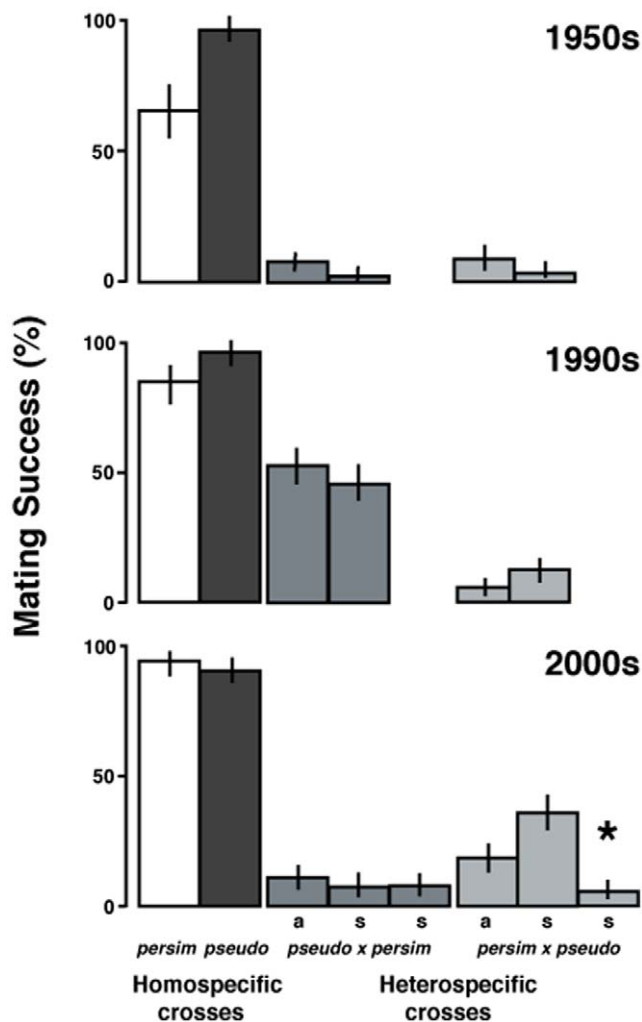 100
1950s
50
0
Mating Success (%)
100
1990s
50
0
100
2000s
50
*
0
a s s a s s
persim pseudo pseudo x persim persim x pseudo
Homospecific Heterospecific
crosses crosses